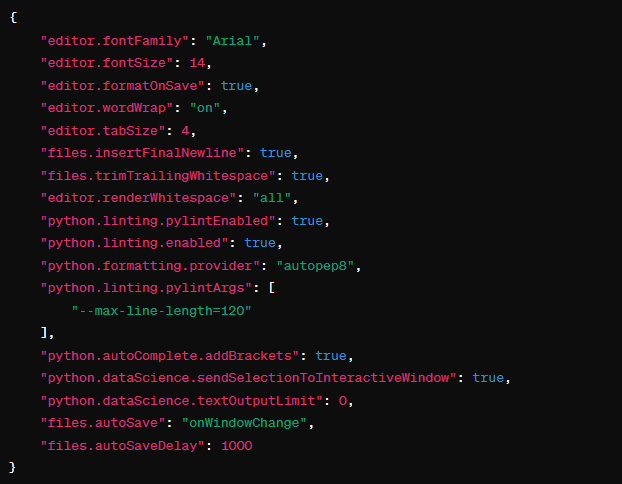 {
    "editor.fontFamily": "Arial",
    "editor.fontSize": 14,
    "editor.formatOnSave": true,
    "editor.wordWrap": "on",
    "editor.tabSize": 4,
    "files.insertFinalNewline": true,
    "files.trimTrailingWhitespace": true,
    "editor.renderWhitespace": "all",
    "python.linting.pylintEnabled": true,
    "python.linting.enabled": true,
    "python.formatting.provider": "autopep8",
    "python.linting.pylintArgs": [
        "--max-line-length=120"
    ],
    "python.autoComplete.addBrackets": true,
    "python.dataScience.sendSelectionToInteractiveWindow": true,
    "python.dataScience.textOutputLimit": 0,
    "files.autoSave": "onWindowChange",
    "files.autoSaveDelay": 1000
}